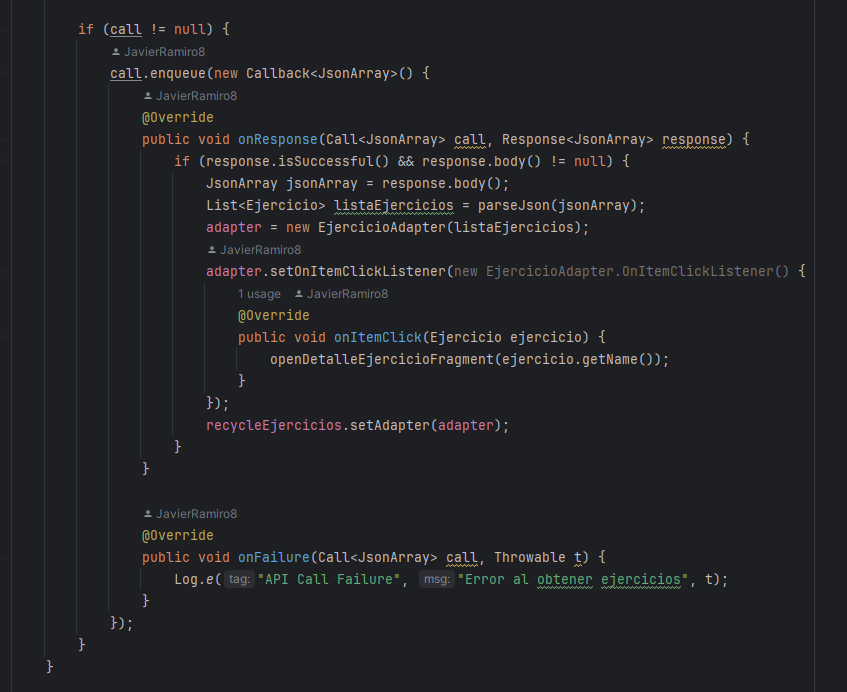 if (call != null) {
JavierRamiro8
call.enqueue(new Callback<JsonArray>() {
JavierRamiro8
@Override
public void onResponse(Call<JsonArray> call, Response<JsonArray> response) {
if (response.isSuccessful() && response.body() != null) {
JsonArray jsonArray = response.body();
List<Ejercicio> listaEjercicios = parseJson(jsonArray);
adapter = new EjercicioAdapter(listaEjercicios);
JavierRamiro8
adapter.setOnItemClickListener(new EjercicioAdapter.OnItemClickListener() {
1 usage JavierRamiro8
@Override
public void onItemClick(Ejercicio ejercicio) {
openDetalleEjercicioFragment(ejercicio.getName());
}
});
recycleEjercicios.setAdapter(adapter);
}
}
JavierRamiro8
@Override
public void onFailure(Call<JsonArray> call, Throwable t) {
Log.e( tag: "API Call Failure", msg: "Error al obtener ejercicios", t);
}
});
}
}